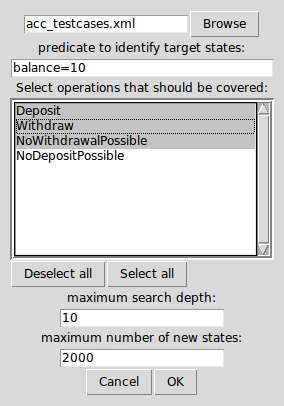 acc_testcases.xml Browse
predicate to identify target states:
balance=10
Select operations that should be covered:
Deposit
Withdraw
NoWithdrawalPossible
NoDepositPossible
Deselect all Select all
maximum search depth:
10
maximum number of new states:
2000
Cancel OK